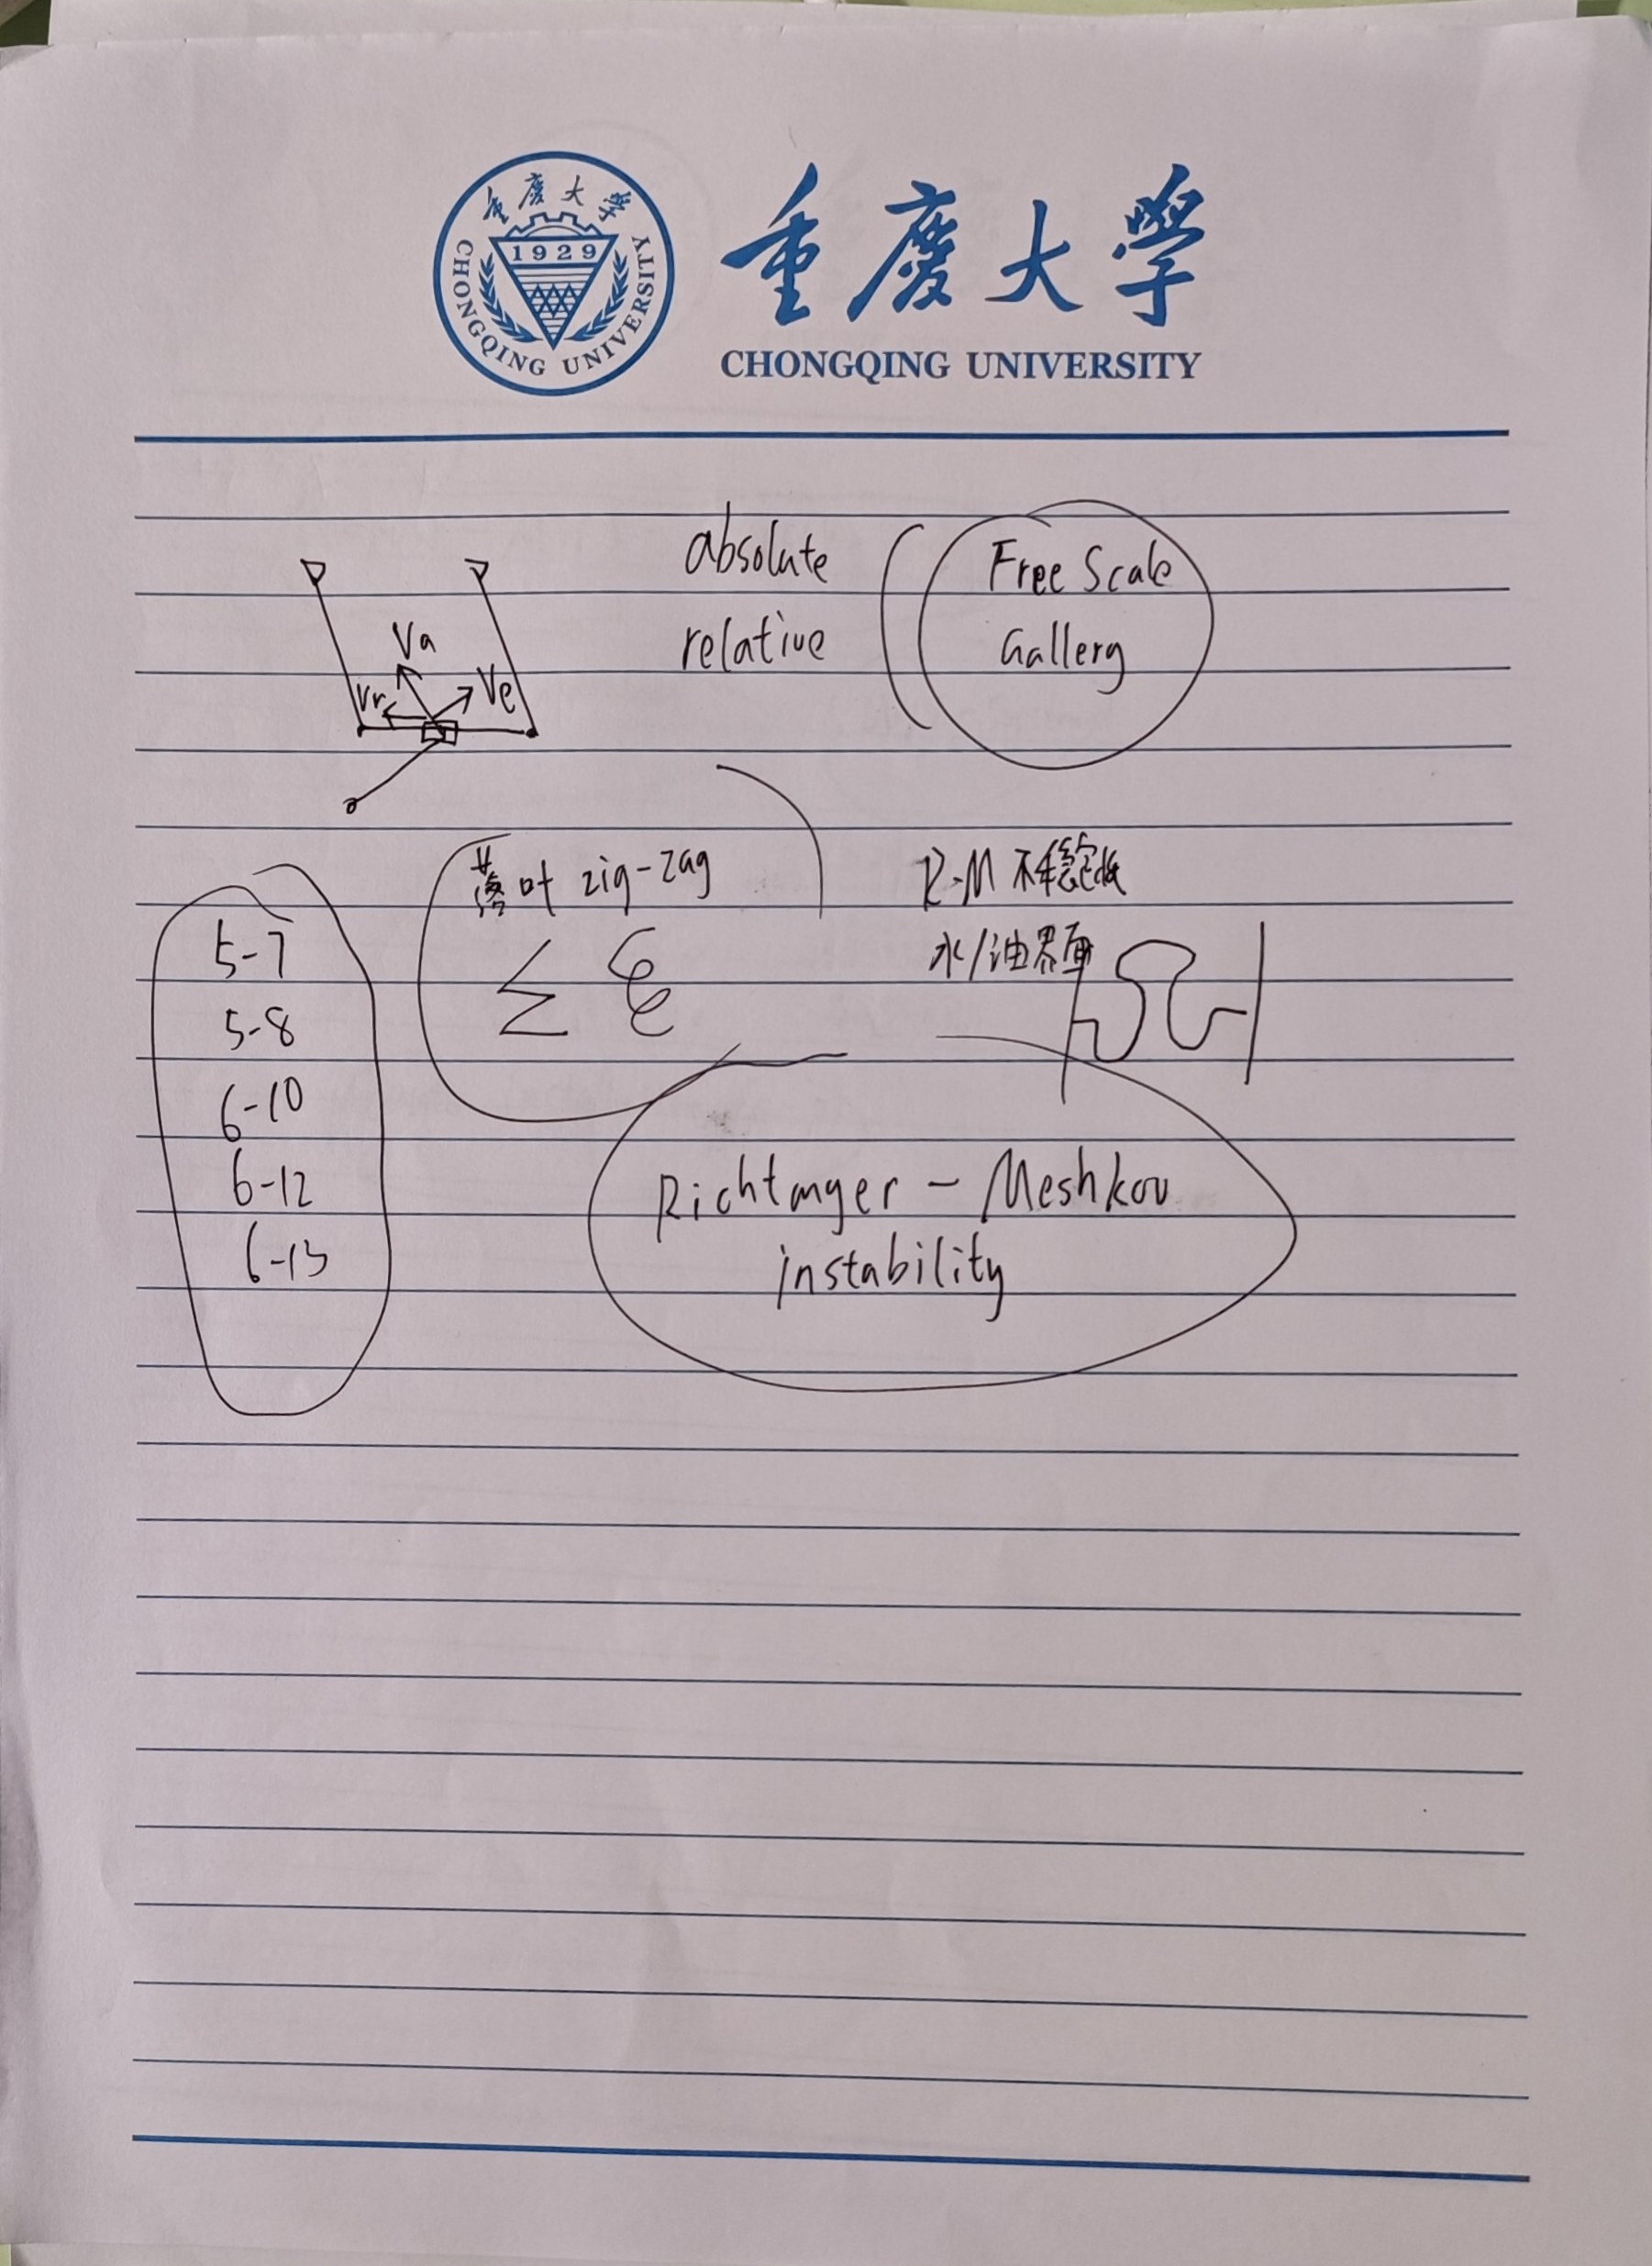 重慶大學
1929
CHONGQING UNIVERSITY
重慶大學
CHONGQING UNIVERSITY
absolute
relative
Free Scale
Gallery
Va
Vr
Ve
落叶 zig-zag
R-M 不稳定性
水/油界面
5-7
5-8
6-10
6-12
6-13
Richtmyer - Meshkov
instability